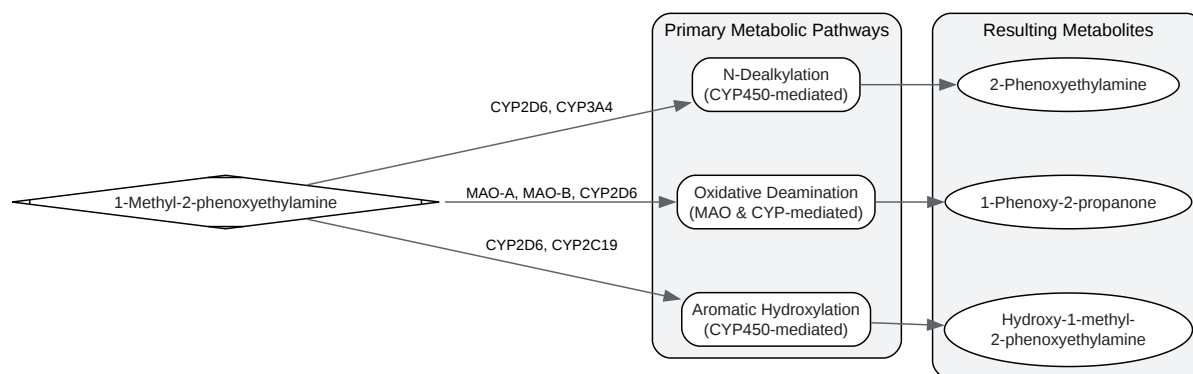 Primary Metabolic Pathways
Resulting Metabolites
N-Dealkylation
(CYP450-mediated)
2-Phenoxyethylamine
CYP2D6, CYP3A4
1-Methyl-2-phenoxyethylamine
MAO-A, MAO-B, CYP2D6
Oxidative Deamination
(MAO & CYP-mediated)
1-Phenoxy-2-propanone
CYP2D6, CYP2C19
Aromatic Hydroxylation
(CYP450-mediated)
Hydroxy-1-methyl-
2-phenoxyethylamine